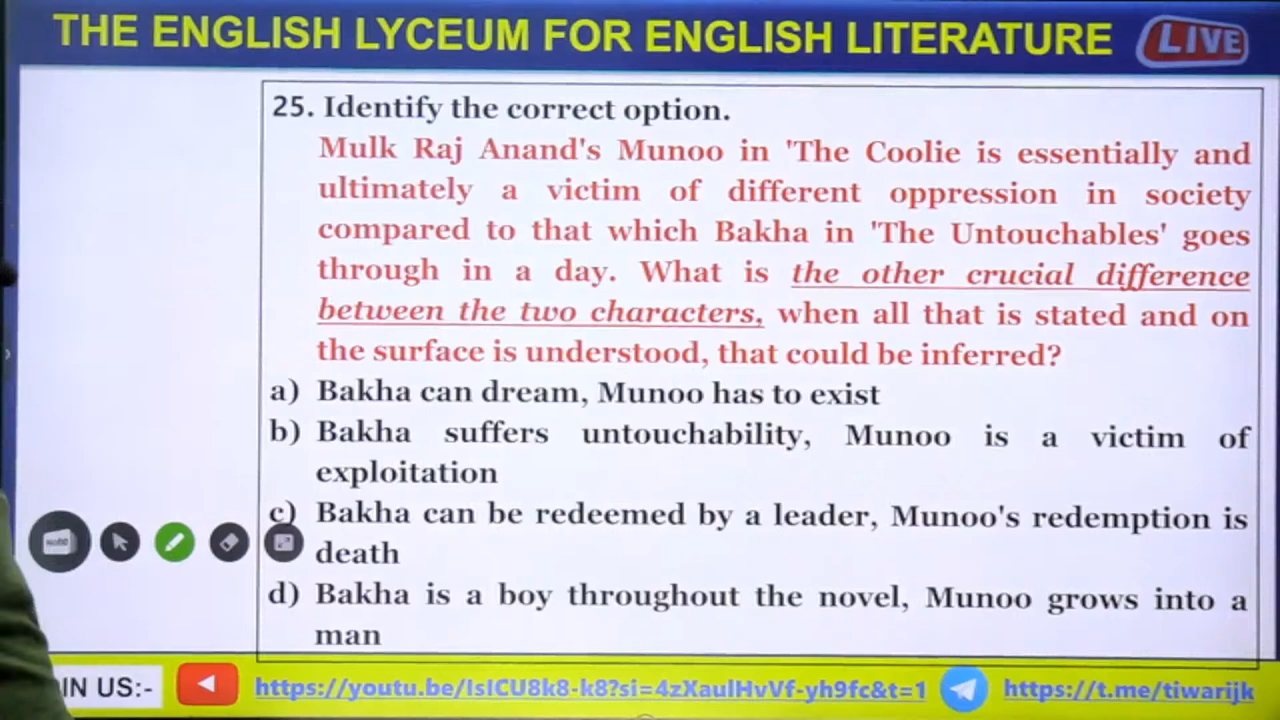 THE ENGLISH LYCEUM FOR ENGLISH LITERATURE LIVE
25. Identify the correct option.
Mulk Raj Anand's Munoo in 'The Coolie is essentially and
ultimately a victim of different oppression in society
compared to that which Bakha in 'The Untouchables' goes
through in a day. What is the other crucial difference
between the two characters, when all that is stated and on
the surface is understood, that could be inferred?
a) Bakha can dream, Munoo has to exist
b) Bakha suffers untouchability, Munoo is a victim of
exploitation
c) Bakha can be redeemed by a leader, Munoo's redemption is
death
d) Bakha is a boy throughout the novel, Munoo grows into a
man
IN US:- https://youtu.be/IsICU8k8-k8?si=4zXaulHvVf-yh9fc&t=1 https://t.me/tiwarijk